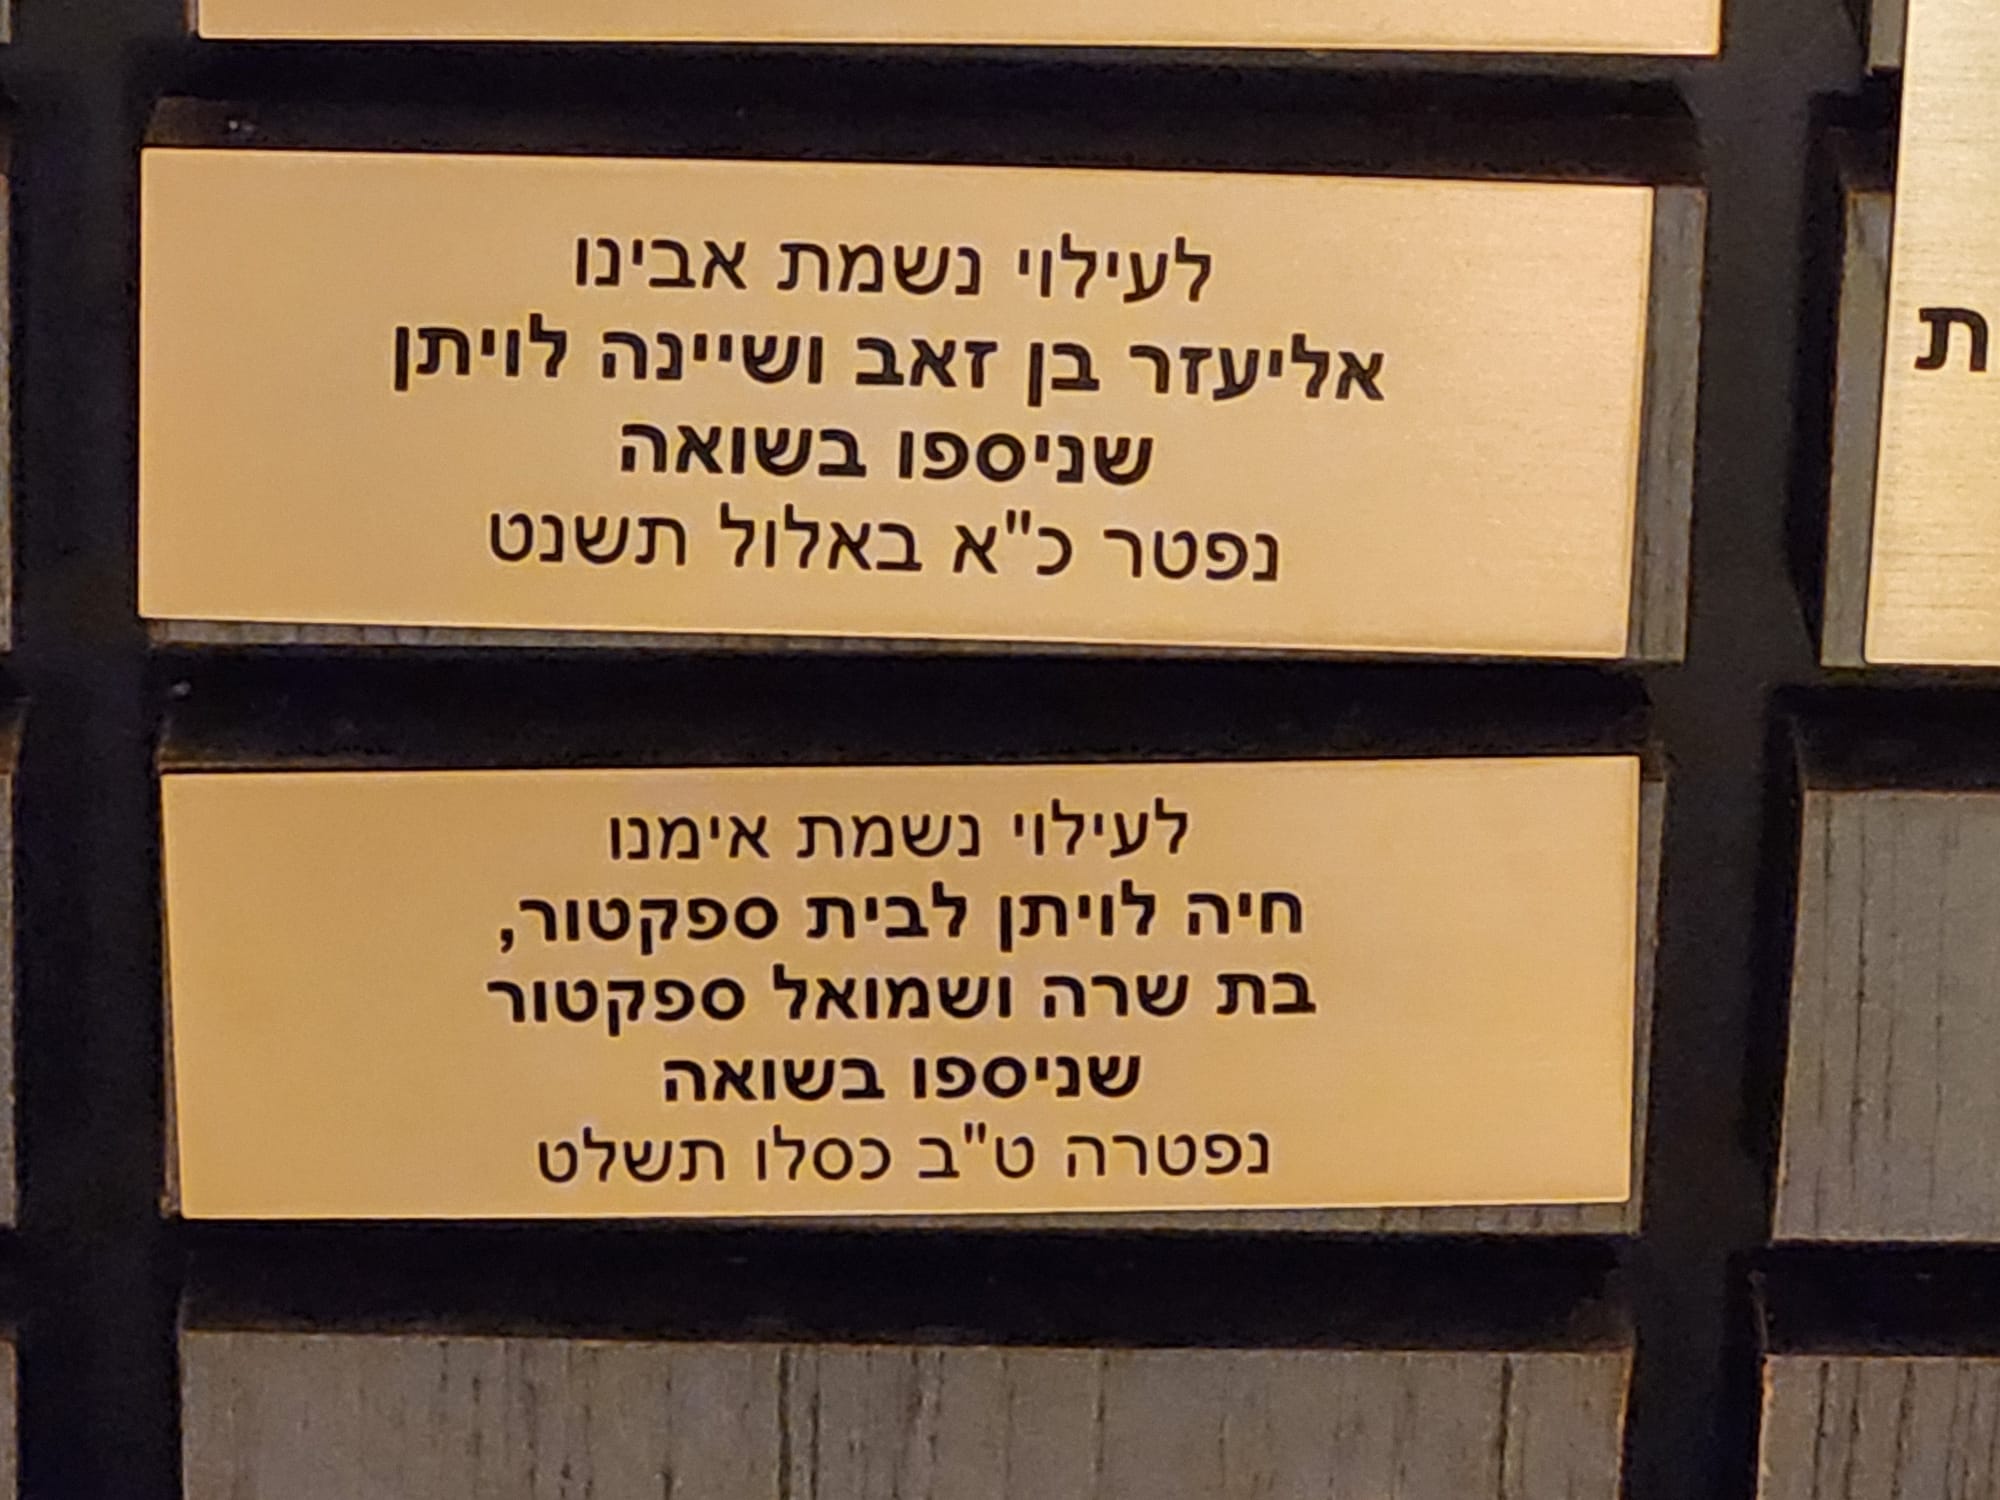 לעילוי נשמת אבינו
אליעזר בן זאב ושיינה לויתן
שניספו בשואה
נפטר כ"א באלול תשנט
לעילוי נשמת אימנו
חיה לויתן לבית ספקטור,
בת שרה ושמואל ספקטור
שניספו בשואה
נפטרה ט"ב כסלו תשלט
ת